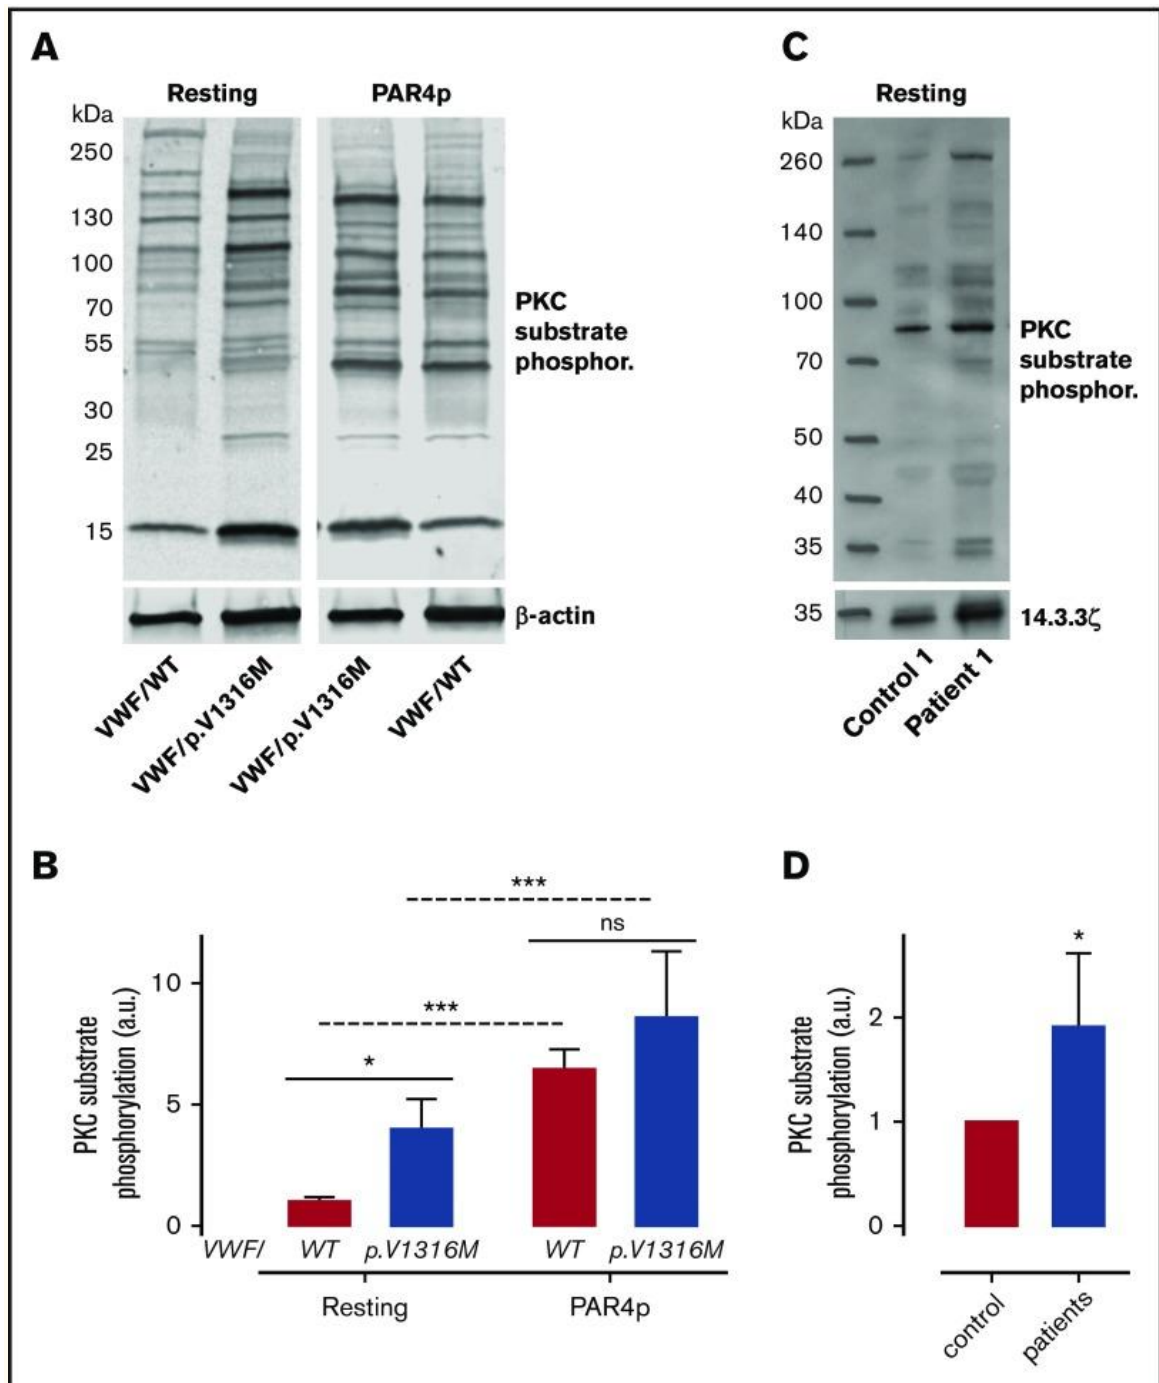 A
Resting PAR4p
kDa
250
130
100
70
55
30
25
15
PKC
substrate
phosphor.
β-actin
VWF/WT
VWF/p.V1316M
VWF/p.V1316M
VWF/WT
C
Resting
kDa
260
140
100
70
50
40
35
35
PKC
substrate
phosphor.
14.3.3ζ
Control 1
Patient 1
B
PKC substrate
phosphorylation (a.u.)
10
5
0
***
ns
***
*
VWF/ WT p.V1316M WT p.V1316M
Resting PAR4p
D
PKC substrate
phosphorylation (a.u.)
2
1
0
*
control
patients